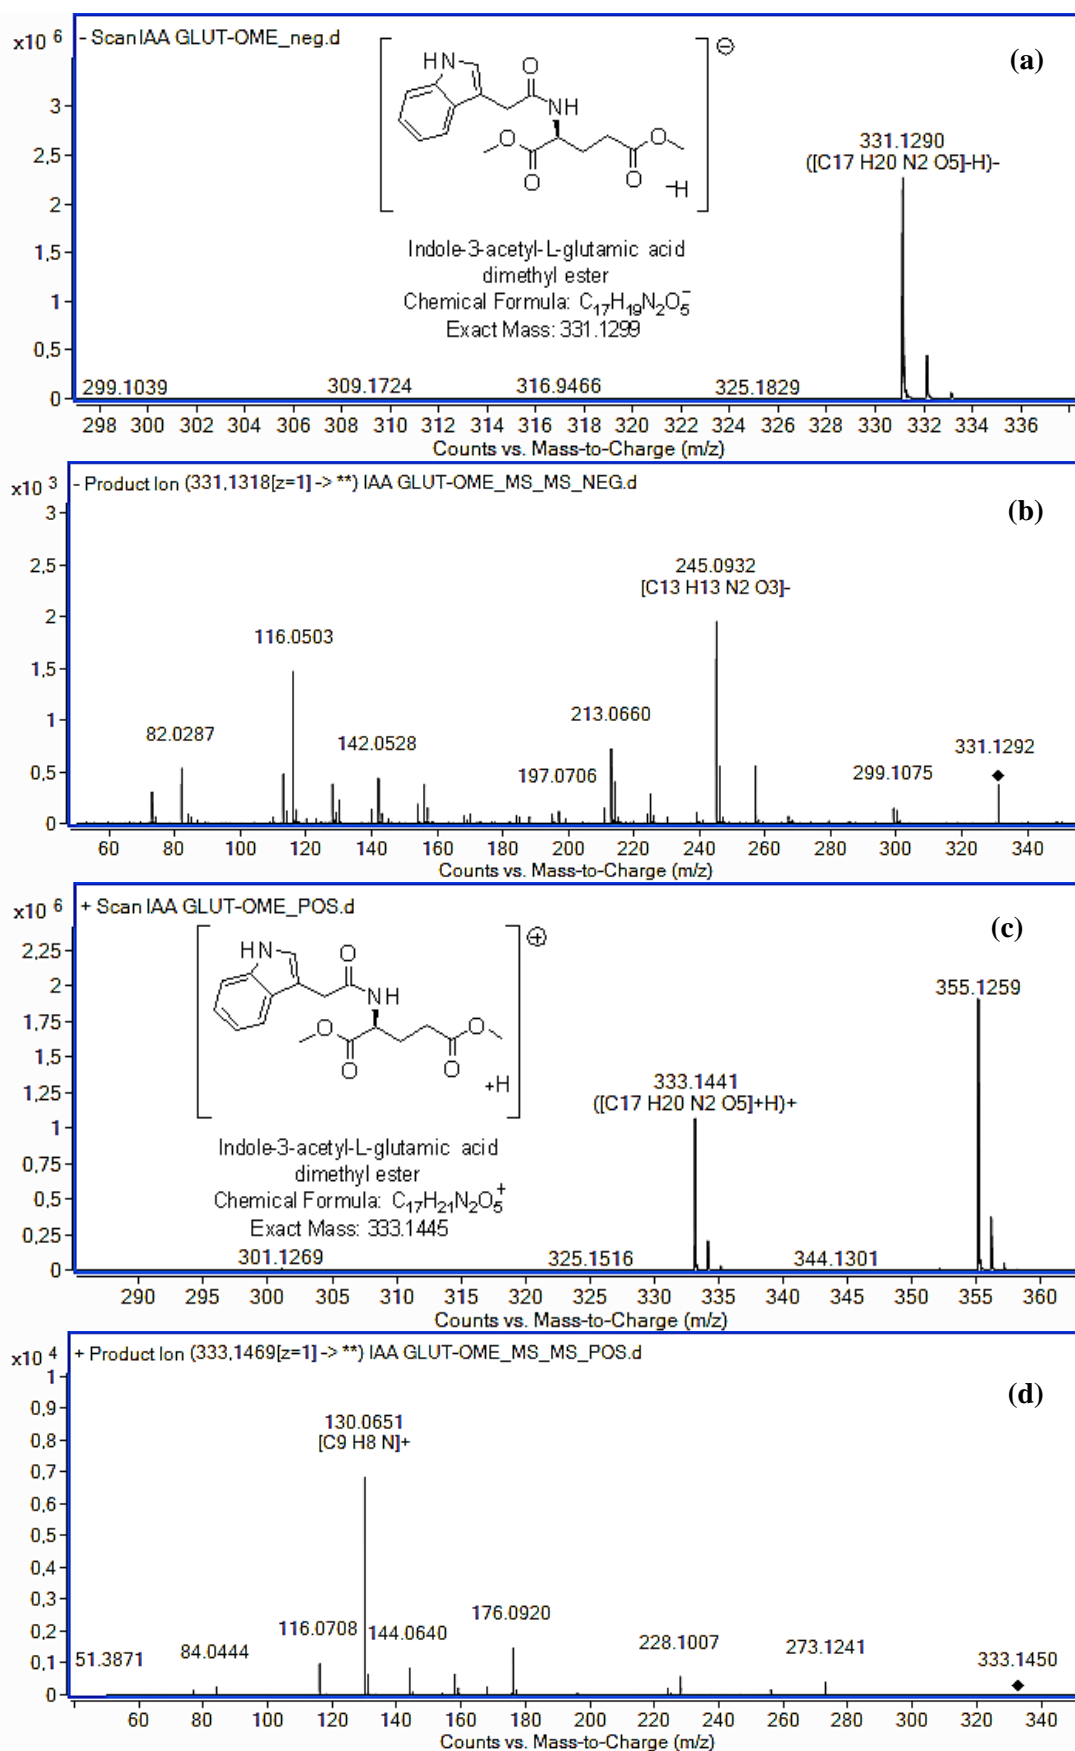 x10 6
- Scan IAA GLUT-OME_neg.d
(a)
⊖
HN
O
NH
O
O
O
O
-H
331.1290
([C17 H20 N2 O5]-H)-
3
2,5
2
1,5
1
0,5
0
Indole-3-acetyl-L-glutamic acid
dimethyl ester
Chemical Formula: C17H19N2O5-
Exact Mass: 331.1299
299.1039 309.1724 316.9466 325.1829
298 300 302 304 306 308 310 312 314 316 318 320 322 324 326 328 330 332 334 336
Counts vs. Mass-to-Charge (m/z)
x10 3
- Product Ion (331,1318[z=1] -> **) IAA GLUT-OME_MS_MS_NEG.d
(b)
3
2,5
2
1,5
1
0,5
0
245.0932
[C13 H13 N2 O3]-
116.0503
82.0287
142.0528
213.0660
197.0706
299.1075
331.1292
60 80 100 120 140 160 180 200 220 240 260 280 300 320 340
Counts vs. Mass-to-Charge (m/z)
x10 6
+ Scan IAA GLUT-OME_POS.d
(c)
⊕
HN
O
NH
O
O
O
O
+H
2,25
2
1,75
1,5
1,25
1
0,75
0,5
0,25
0
355.1259
333.1441
([C17 H20 N2 O5]+H)+
Indole-3-acetyl-L-glutamic acid
dimethyl ester
Chemical Formula: C17H21N2O5+
Exact Mass: 333.1445
301.1269 325.1516 344.1301
290 295 300 305 310 315 320 325 330 335 340 345 350 355 360
Counts vs. Mass-to-Charge (m/z)
x10 4
+ Product Ion (333,1469[z=1] -> **) IAA GLUT-OME_MS_MS_POS.d
(d)
1
0,9
0,8
0,7
0,6
0,5
0,4
0,3
0,2
0,1
0
130.0651
[C9 H8 N]+
51.3871
84.0444
116.0708
144.0640
176.0920
228.1007
273.1241
333.1450
60 80 100 120 140 160 180 200 220 240 260 280 300 320 340
Counts vs. Mass-to-Charge (m/z)